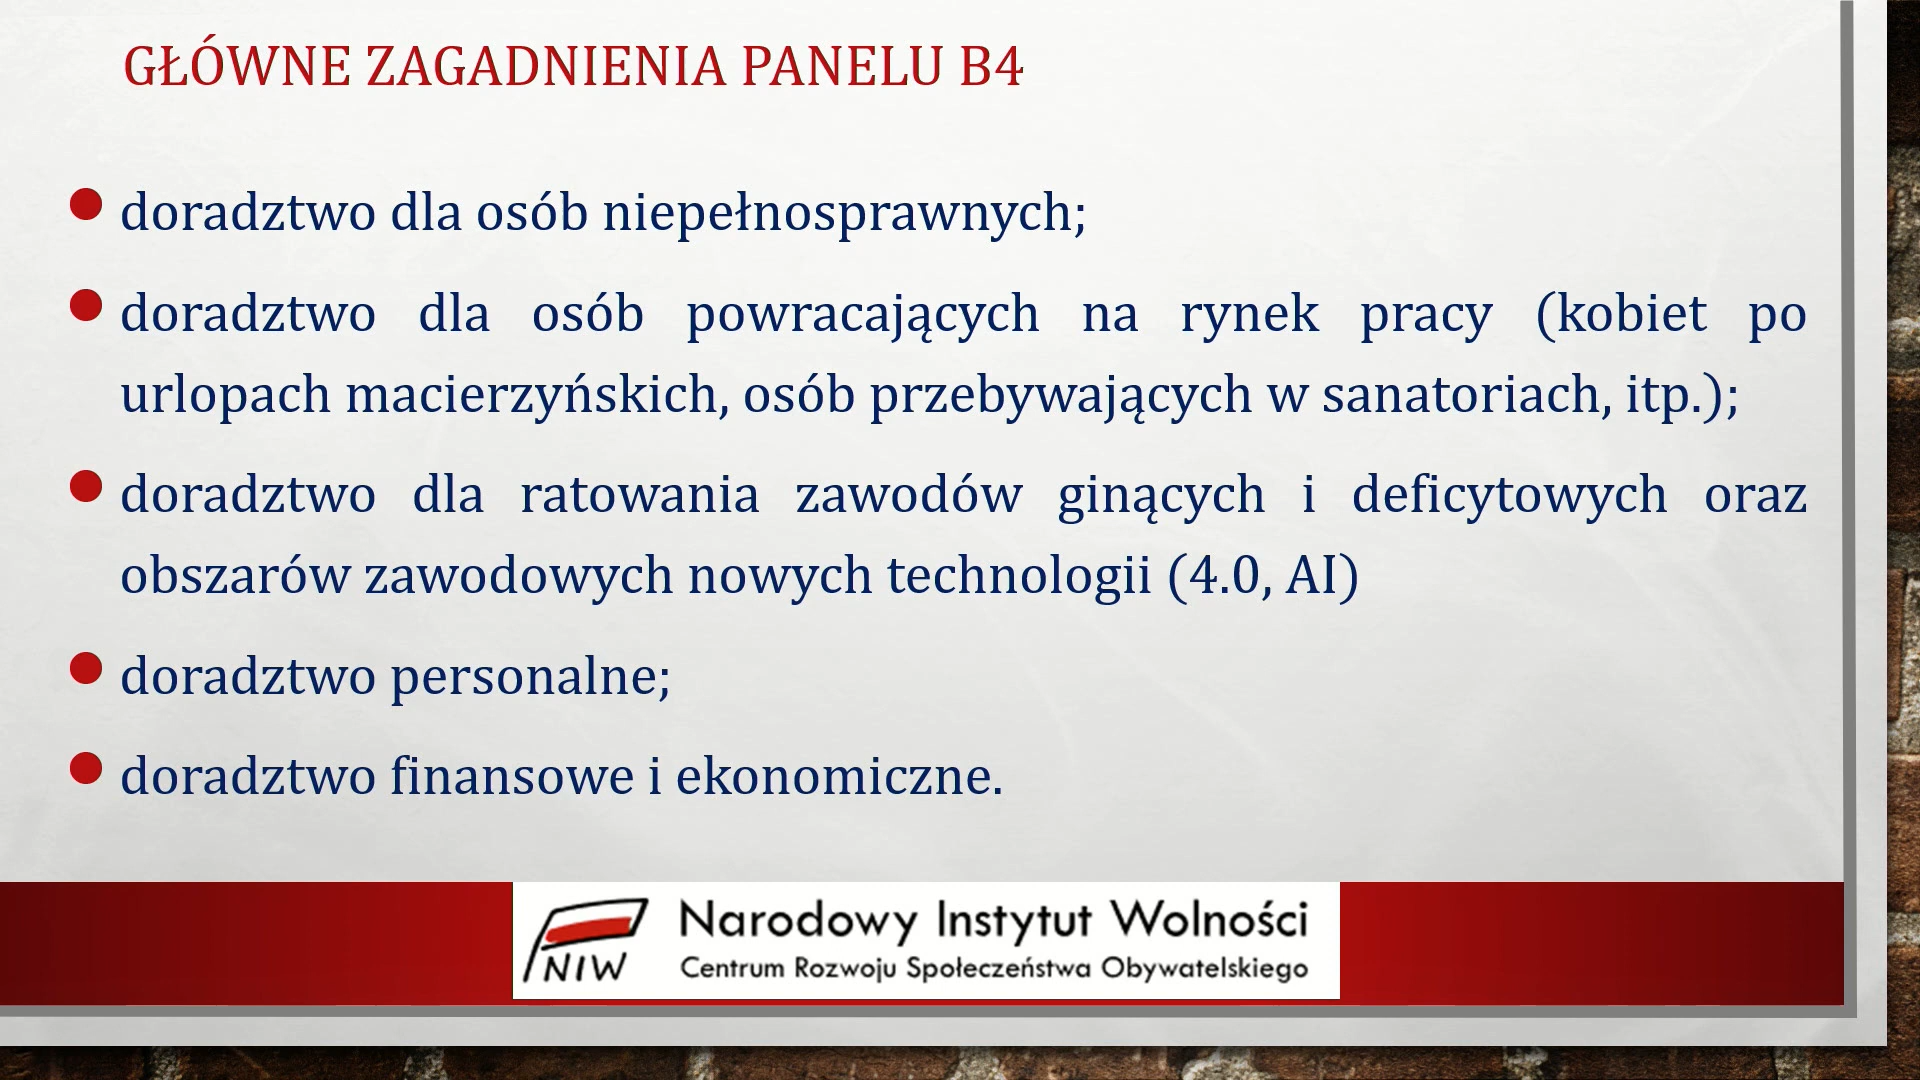 GŁÓWNE ZAGADNIENIA PANELU B4
doradztwo dla osób niepełnosprawnych;
doradztwo dla osób powracających na rynek pracy (kobiet po
urlopach macierzyńskich, osób przebywających w sanatoriach, itp.);
doradztwo dla ratowania zawodów ginących i deficytowych oraz
obszarów zawodowych nowych technologii (4.0, AI)
doradztwo personalne;
doradztwo finansowe i ekonomiczne.
NIW
Narodowy Instytut Wolności
Centrum Rozwoju Społeczeństwa Obywatelskiego